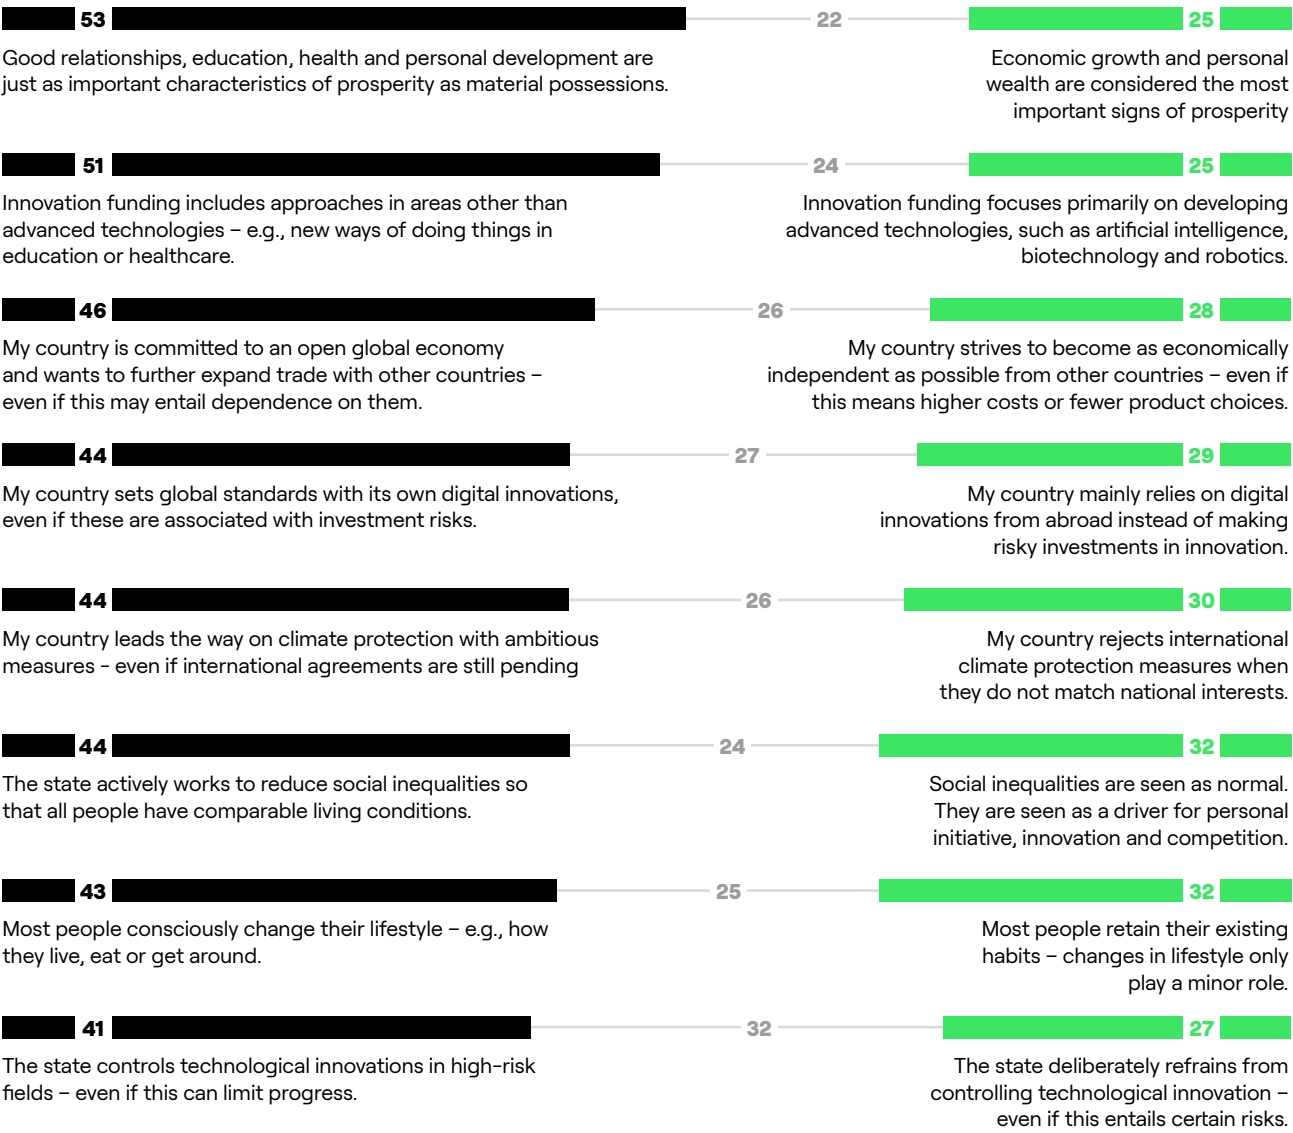 53 22 25
Good relationships, education, health and personal development are
just as important characteristics of prosperity as material possessions.
Economic growth and personal
wealth are considered the most
important signs of prosperity
51 24 25
Innovation funding includes approaches in areas other than
advanced technologies – e.g., new ways of doing things in
education or healthcare.
Innovation funding focuses primarily on developing
advanced technologies, such as artificial intelligence,
biotechnology and robotics.
46 26 28
My country is committed to an open global economy
and wants to further expand trade with other countries –
even if this may entail dependence on them.
My country strives to become as economically
independent as possible from other countries – even if
this means higher costs or fewer product choices.
44 27 29
My country sets global standards with its own digital innovations,
even if these are associated with investment risks.
My country mainly relies on digital
innovations from abroad instead of making
risky investments in innovation.
44 26 30
My country leads the way on climate protection with ambitious
measures - even if international agreements are still pending
My country rejects international
climate protection measures when
they do not match national interests.
44 24 32
The state actively works to reduce social inequalities so
that all people have comparable living conditions.
Social inequalities are seen as normal.
They are seen as a driver for personal
initiative, innovation and competition.
43 25 32
Most people consciously change their lifestyle – e.g., how
they live, eat or get around.
Most people retain their existing
habits – changes in lifestyle only
play a minor role.
41 32 27
The state controls technological innovations in high-risk
fields – even if this can limit progress.
The state deliberately refrains from
controlling technological innovation –
even if this entails certain risks.